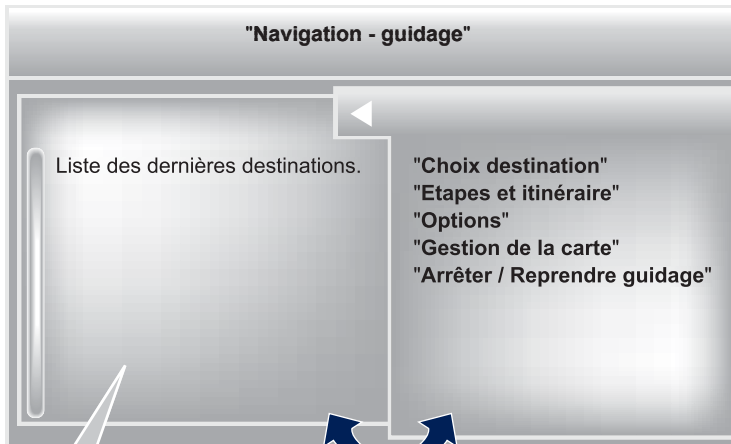 "Navigation - guidage"
Liste des dernières destinations.
"Choix destination"
"Etapes et itinéraire"
"Options"
"Gestion de la carte"
"Arrêter / Reprendre guidage"